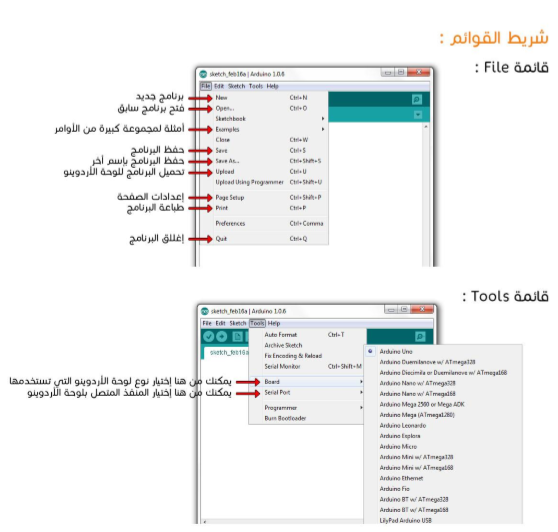 شريط القوائم :
قائمة File :
sketch_feb16a | Arduino 1.0.6
File Edit Sketch Tools Help
برنامج جديد New Ctrl+N
فتح برنامج سابق Open... Ctrl+O
Sketchbook
أمثلة لمجموعة كبيرة من الأوامر Examples
Close Ctrl+W
حفظ البرنامج Save Ctrl+S
حفظ البرنامج بإسم أخر Save As... Ctrl+Shift+S
تحميل البرنامج للوحة الأردوينو Upload Ctrl+U
Upload Using Programmer Ctrl+Shift+U
إعدادات الصفحة Page Setup Ctrl+Shift+P
طباعة البرنامج Print Ctrl+P
Preferences Ctrl+Comma
إغللق البرنامج Quit Ctrl+Q
قائمة Tools :
sketch_feb16a | Arduino 1.0.6
File Edit Sketch Tools Help
Auto Format Ctrl+T
sketch_feb16a
Archive Sketch
Fix Encoding & Reload
Serial Monitor Ctrl+Shift+M
يمكنك من هنا إختيار نوع لوحة الأردوينو التي تستخدمها Board
يمكنك من هنا إختيار المنفذ المتصل بلوحة الأردوينو Serial Port
Programmer
Burn Bootloader
Arduino Uno
Arduino Duemilanove w/ ATmega328
Arduino Diecimila or Duemilanove w/ ATmega168
Arduino Nano w/ ATmega328
Arduino Nano w/ ATmega168
Arduino Mega 2560 or Mega ADK
Arduino Mega (ATmega1280)
Arduino Leonardo
Arduino Esplora
Arduino Micro
Arduino Mini w/ ATmega328
Arduino Mini w/ ATmega168
Arduino Ethernet
Arduino Fio
Arduino BT w/ ATmega328
Arduino BT w/ ATmega168
LilyPad Arduino USB